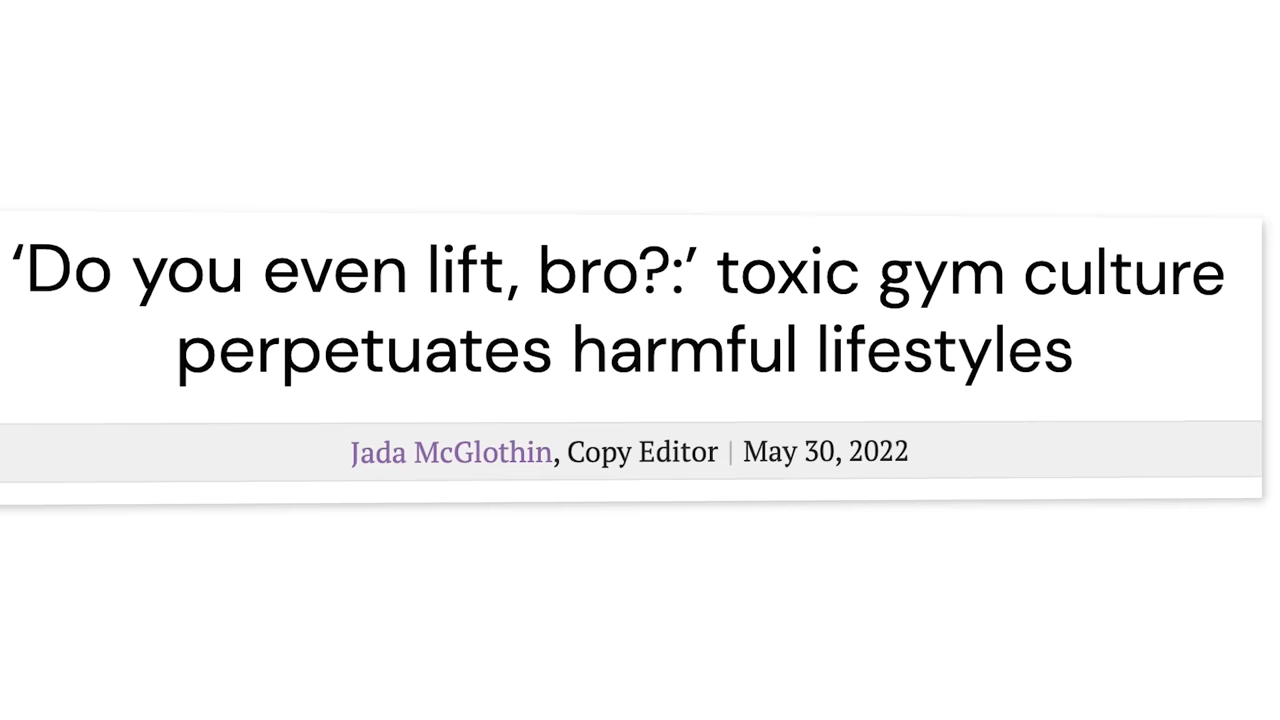 ‘Do you even lift, bro?:’ toxic gym culture
perpetuates harmful lifestyles
Jada McGlothin, Copy Editor | May 30, 2022